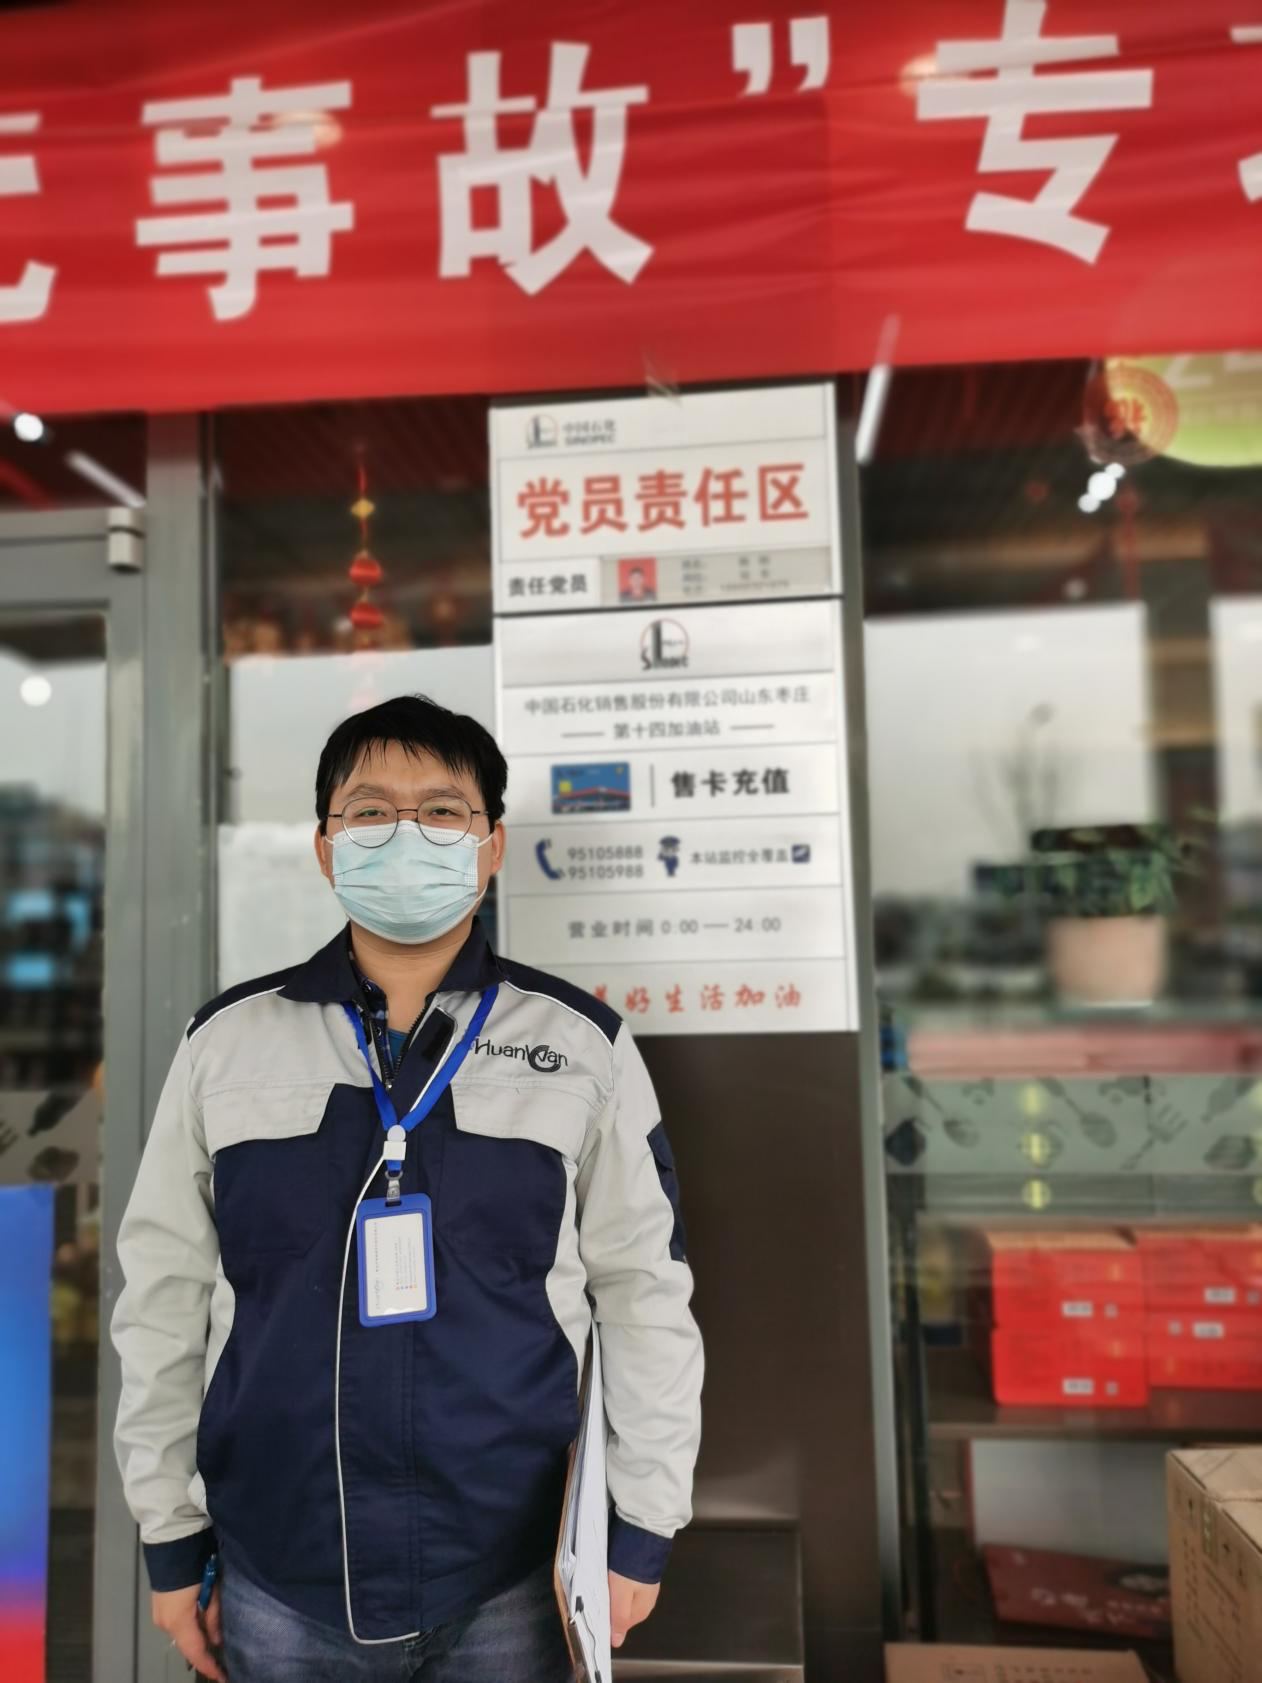 事故”专
中国石化
SINOPEC
党员责任区
责任党员
Sinopec
中国石化销售股份有限公司山东枣庄
第十四加油站
售卡充值
95105888
95105988
本站监控全覆盖
营业时间 0:00 — 24:00
美好生活加油
HuanWan